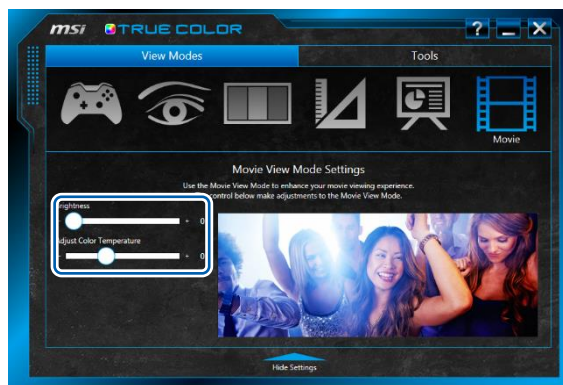 msi TRUE COLOR ? _ X
View Modes Tools
Movie
Movie View Mode Settings
Use the Movie View Mode to enhance your movie viewing experience.
control below make adjustments to the Movie View Mode.
Brightness
- + 0
Adjust Color Temperature
- + 0
Hide Settings